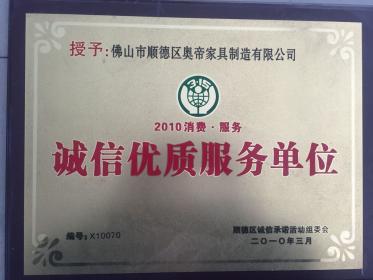 授予:佛山市顺德区奥帝家具制造有限公司
3·15
2010消费·服务
诚信优质服务单位
编号:X10070
顺德区诚信承诺活动组委会
二○一○年三月